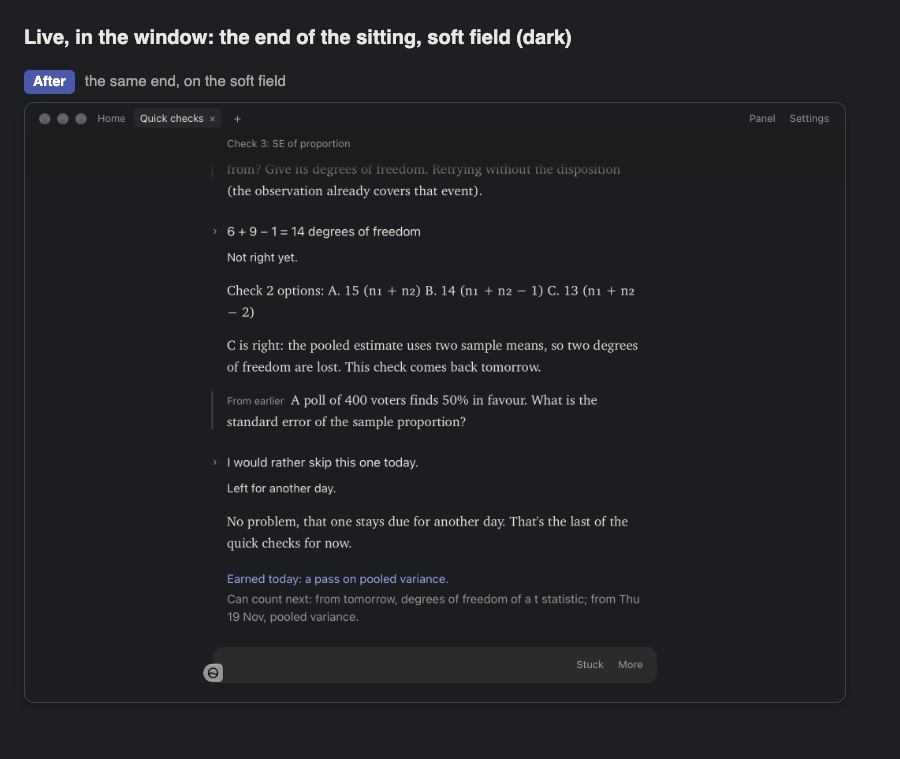 Live, in the window: the end of the sitting, soft field (dark)
After the same end, on the soft field
Home Quick checks × + Panel Settings
Check 3: SE of proportion
from? Give its degrees of freedom. Retrying without the disposition
(the observation already covers that event).
› 6 + 9 – 1 = 14 degrees of freedom
Not right yet.
Check 2 options: A. 15 (n₁ + n₂) B. 14 (n₁ + n₂ − 1) C. 13 (n₁ + n₂
− 2)
C is right: the pooled estimate uses two sample means, so two degrees
of freedom are lost. This check comes back tomorrow.
From earlier A poll of 400 voters finds 50% in favour. What is the
standard error of the sample proportion?
› I would rather skip this one today.
Left for another day.
No problem, that one stays due for another day. That's the last of the
quick checks for now.
Earned today: a pass on pooled variance.
Can count next: from tomorrow, degrees of freedom of a t statistic; from Thu
19 Nov, pooled variance.
Stuck More